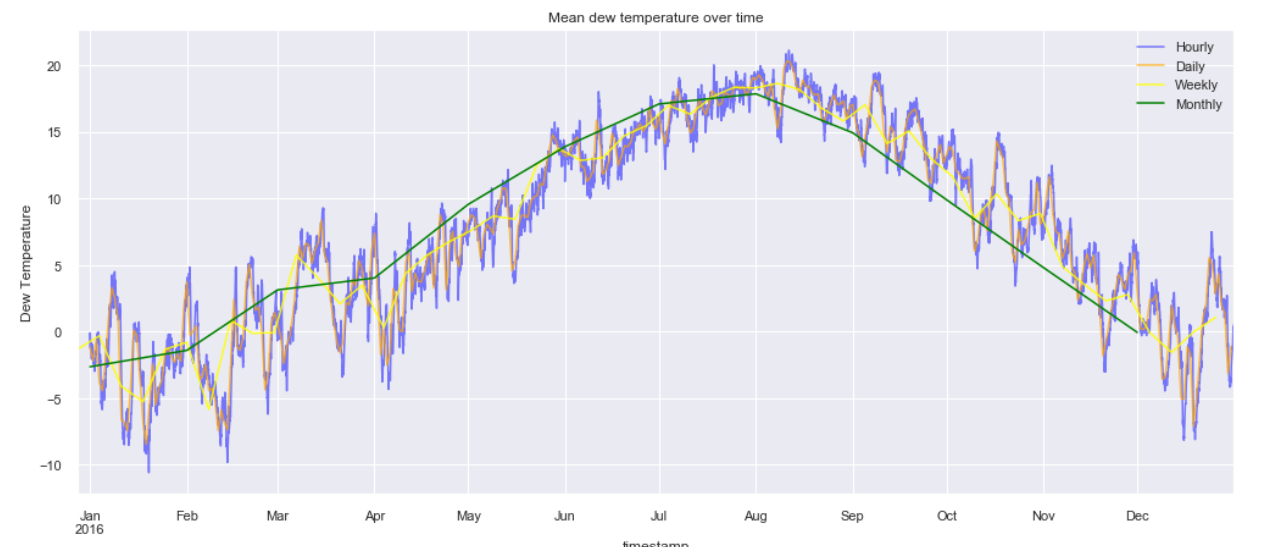 Mean dew temperature over time
Hourly
Daily
Weekly
Monthly
Dew Temperature
20
15
10
5
0
−5
−10
Jan Feb Mar Apr May Jun Jul Aug Sep Oct Nov Dec
2016
timestamp